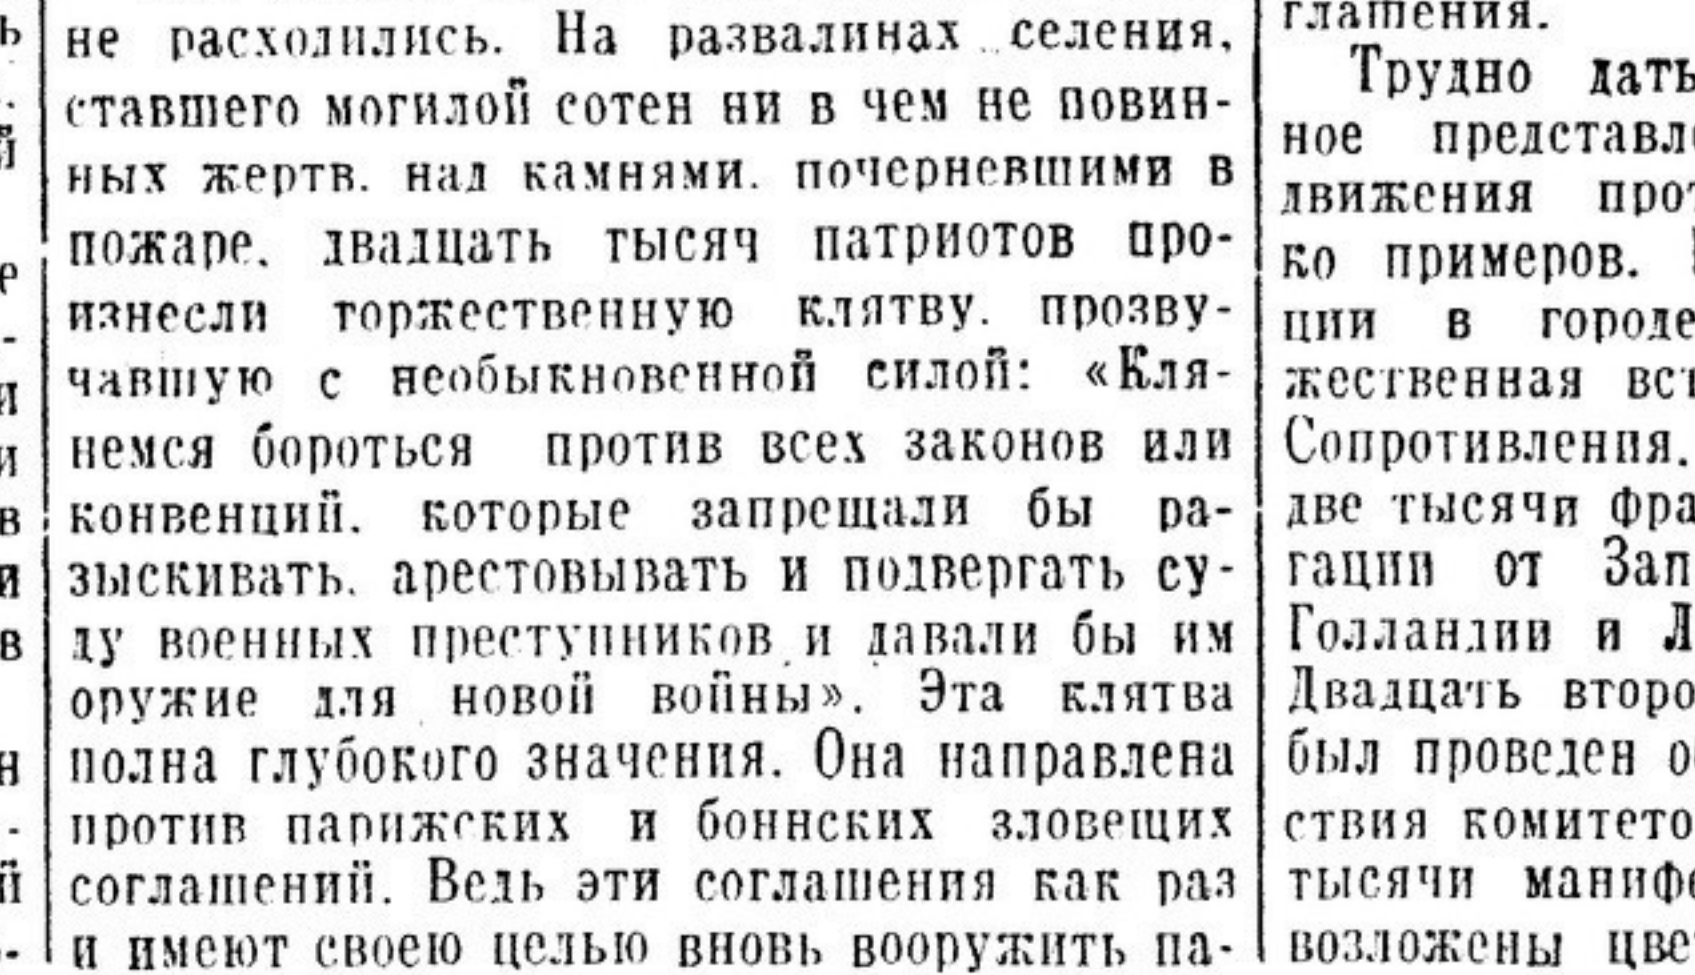 не расходились. На развалинах селения,
ставшего могилой сотен ни в чем не повин-
ных жертв, над камнями, почерневшими в
пожаре, двадцать тысяч патриотов про-
изнесли торжественную клятву, прозву-
чавшую с необыкновенной силой: «Кля-
немся бороться против всех законов или
конвенций, которые запрещали бы ра-
зыскивать, арестовывать и подвергать су-
ду военных преступников и давали бы им
оружие для новой войны». Эта клятва
полна глубокого значения. Она направлена
против парижских и боннских зловещих
соглашений. Ведь эти соглашения как раз
и имеют своею целью вновь вооружить па-
глашения.
Трудно дать
ное представле
движения прот
ко примеров.
ции в городе
жественная вст
Сопротивления.
две тысячи фра
гации от Зап
Голландии и Л
Двадцать второ
был проведен о
ствия комитето
тысячи манифе
возложены цве